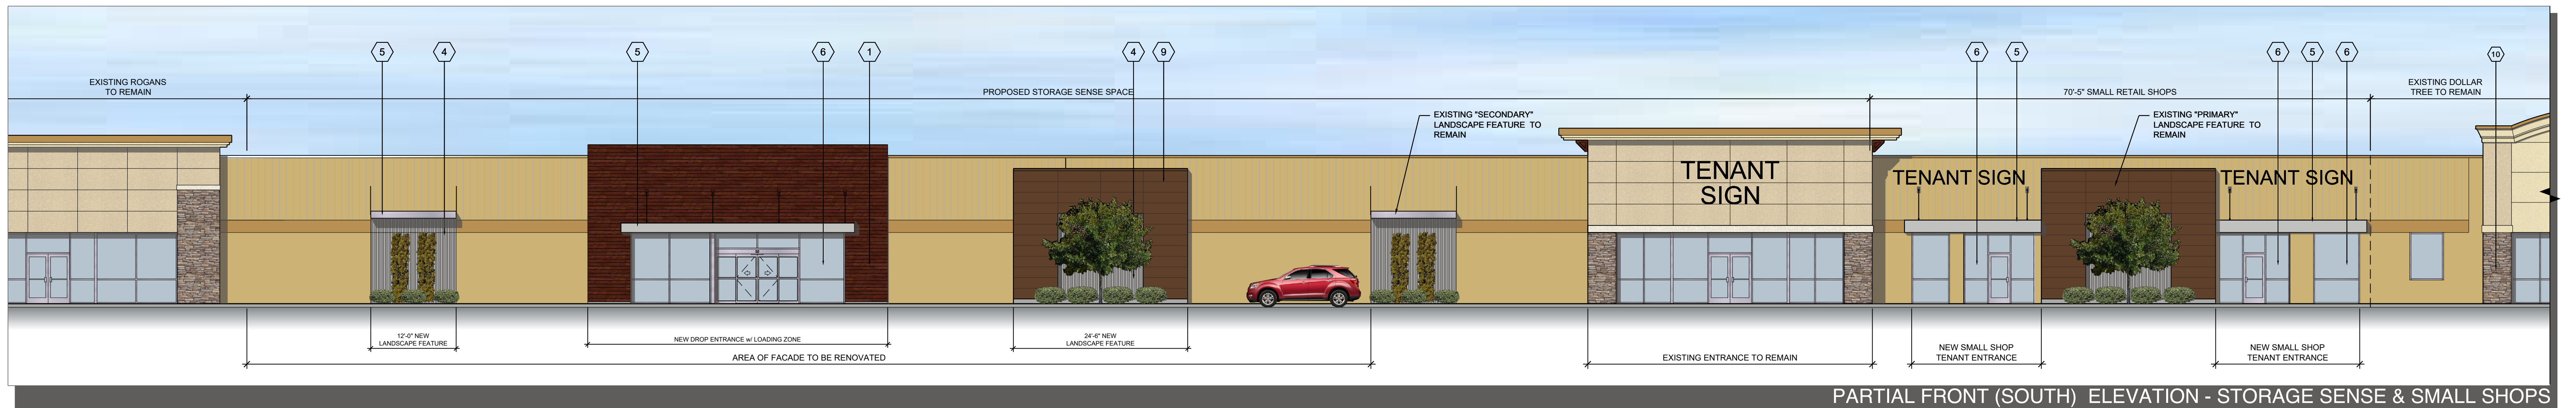 5
4
5
6
1
4
9
6
5
6
5
6
10
EXISTING ROGANS
TO REMAIN
PROPOSED STORAGE SENSE SPACE
70'-5" SMALL RETAIL SHOPS
EXISTING DOLLAR
TREE TO REMAIN
EXISTING "SECONDARY"
LANDSCAPE FEATURE TO
REMAIN
EXISTING "PRIMARY"
LANDSCAPE FEATURE TO
REMAIN
TENANT
SIGN
TENANT SIGN
TENANT SIGN
12'-0" NEW
LANDSCAPE FEATURE
NEW DROP ENTRANCE w/ LOADING ZONE
24'-6" NEW
LANDSCAPE FEATURE
AREA OF FACADE TO BE RENOVATED
EXISTING ENTRANCE TO REMAIN
NEW SMALL SHOP
TENANT ENTRANCE
NEW SMALL SHOP
TENANT ENTRANCE
PARTIAL FRONT (SOUTH) ELEVATION - STORAGE SENSE & SMALL SHOPS